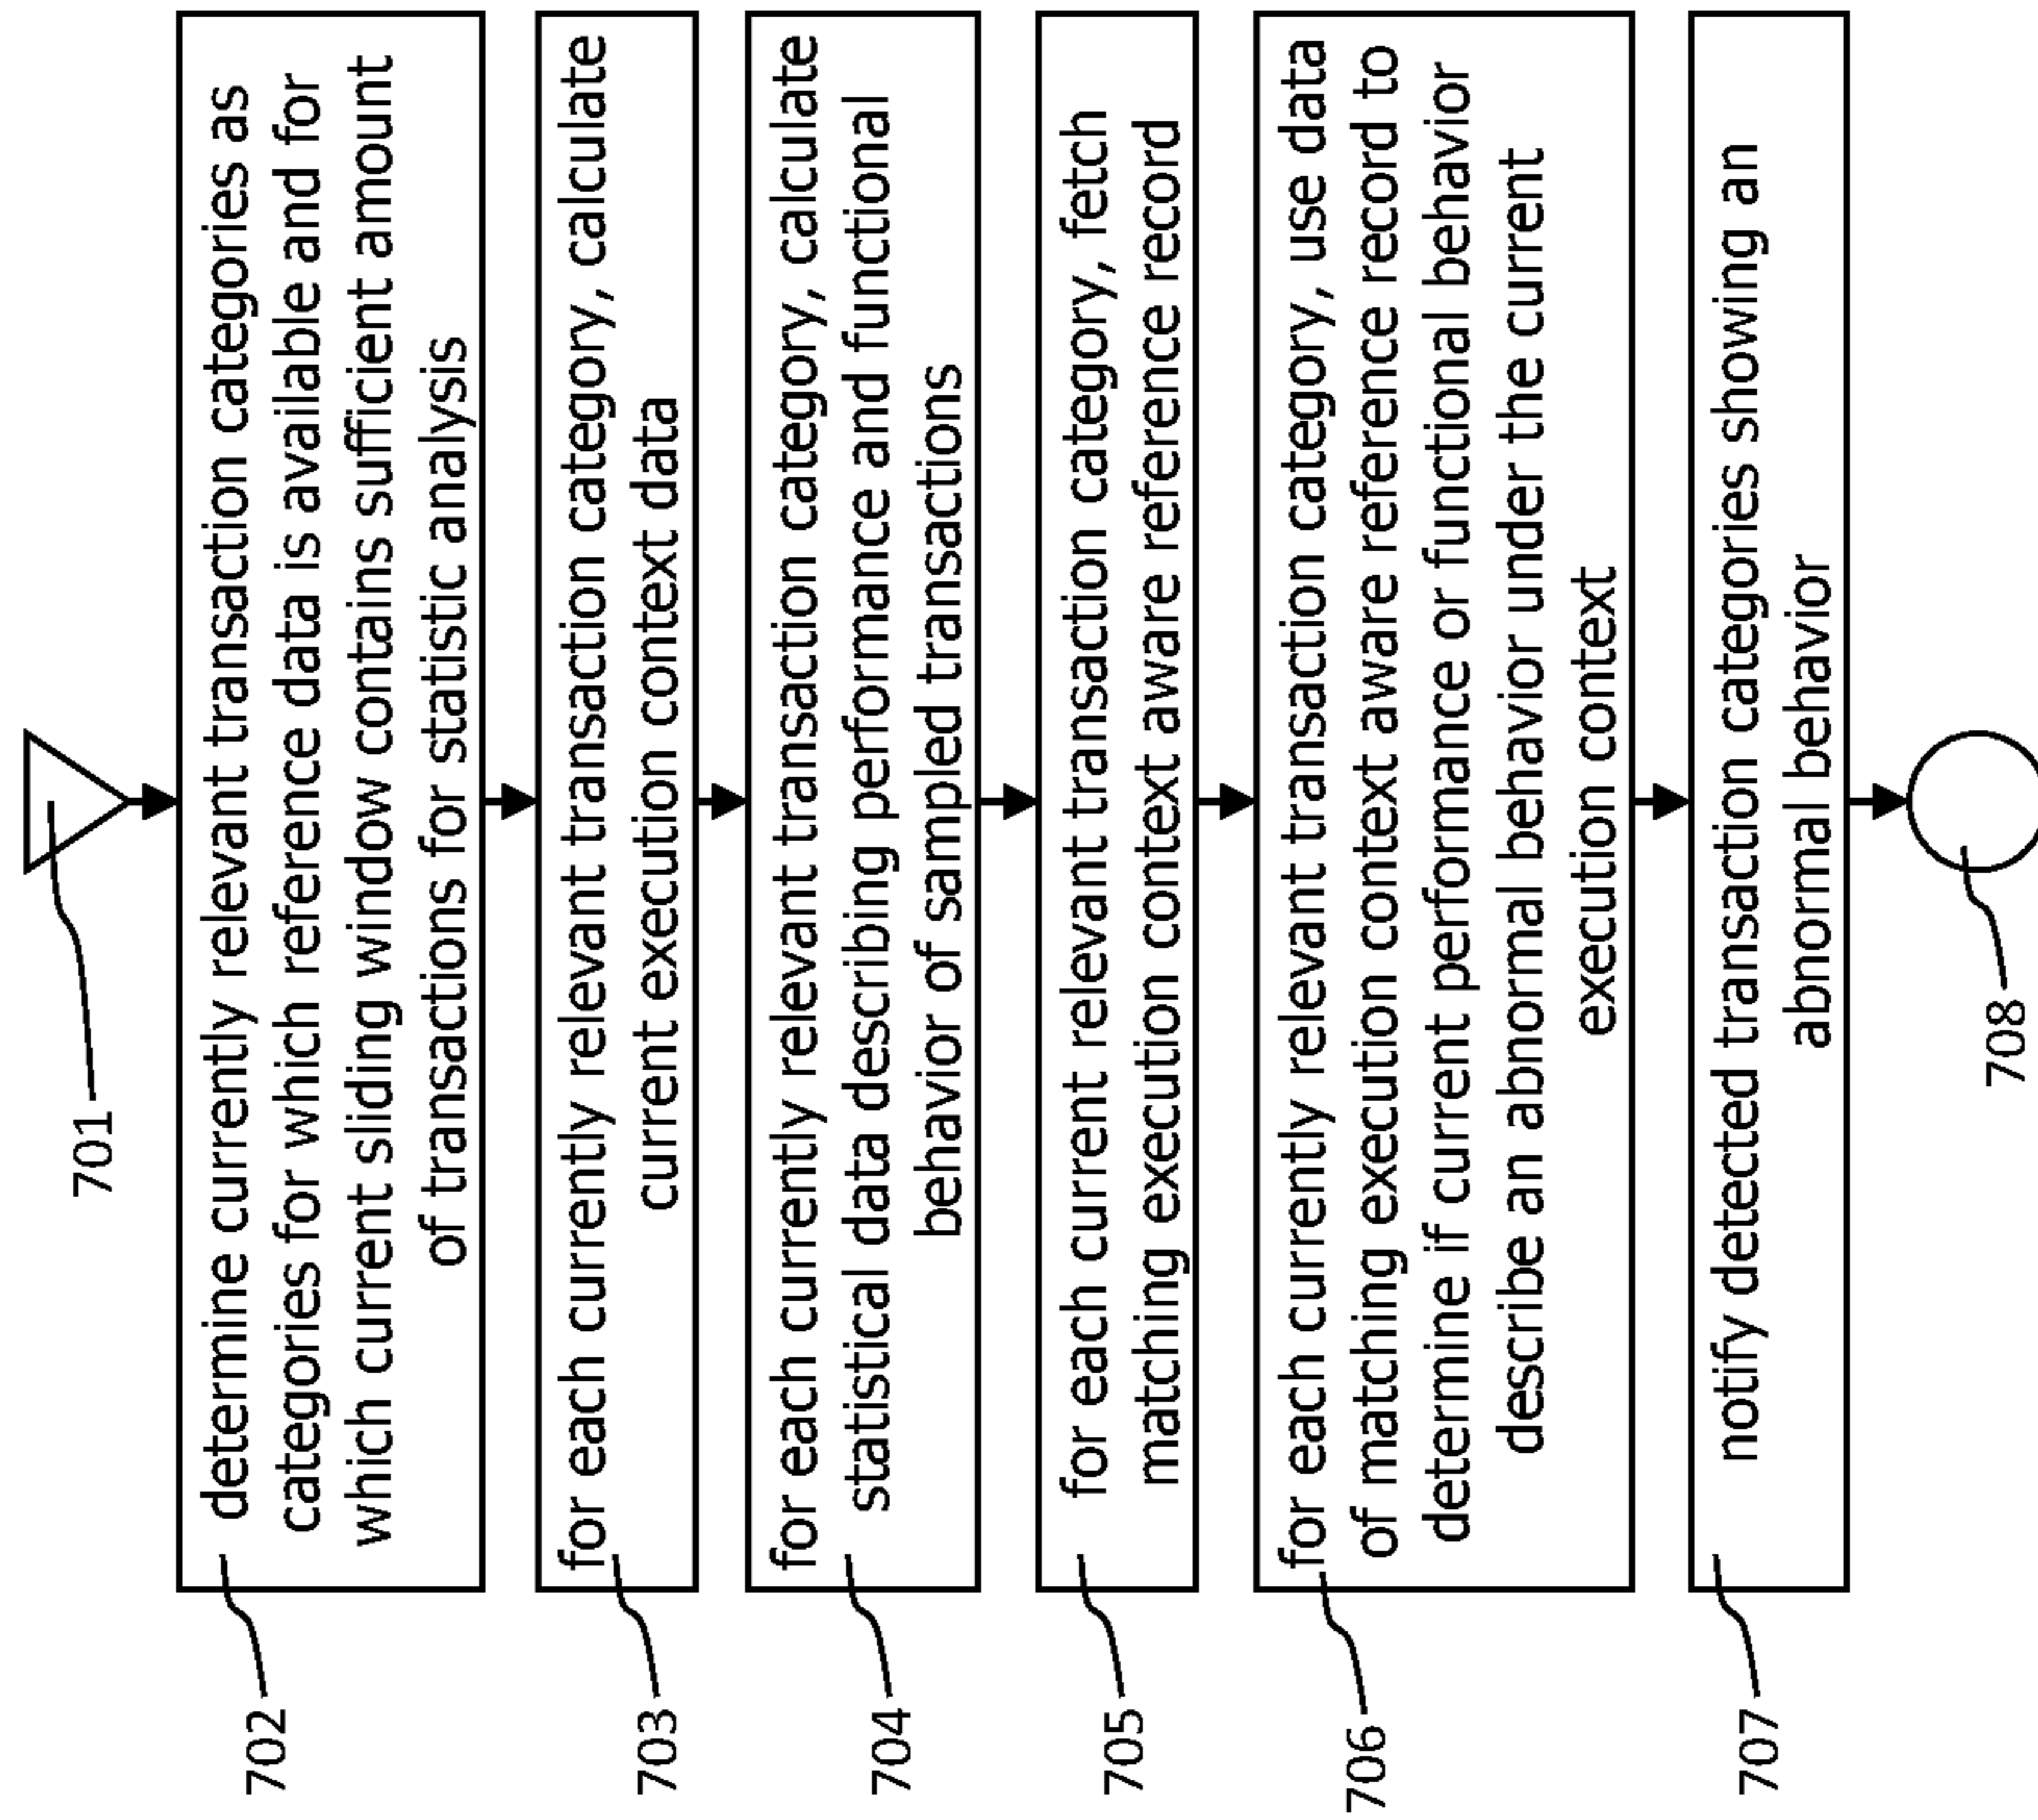 701
702
determine currently relevant transaction categories as
categories for which reference data is available and for
which current sliding window contains sufficient amount
of transactions for statistic analysis
703
for each currently relevant transaction category, calculate
current execution context data
704
for each currently relevant transaction category, calculate
statistical data describing performance and functional
behavior of sampled transactions
705
for each current relevant transaction category, fetch
matching execution context aware reference record
706
for each currently relevant transaction category, use data
of matching execution context aware reference record to
determine if current performance or functional behavior
describe an abnormal behavior under the current
execution context
707
notify detected transaction categories showing an
abnormal behavior
708